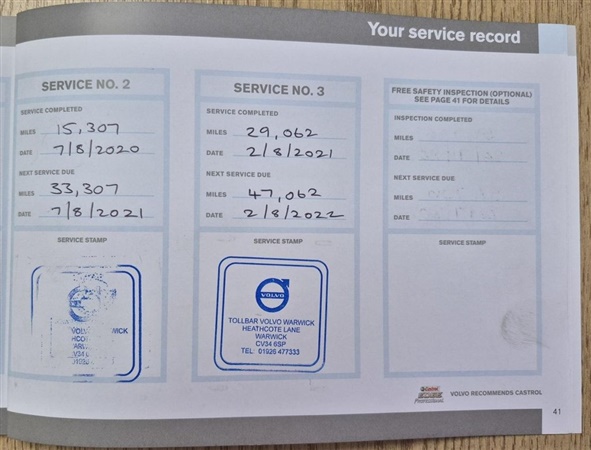 Your service record
SERVICE NO. 2
SERVICE COMPLETED
MILES 15,307
DATE 7/8/2020
NEXT SERVICE DUE
MILES 33,307
DATE 7/8/2021
SERVICE STAMP
WICK
SERVICE NO. 3
SERVICE COMPLETED
MILES 29,062
DATE 2/8/2021
NEXT SERVICE DUE
MILES 47,062
DATE 2/8/2022
SERVICE STAMP
VOLVO
TOLLBAR VOLVO WARWICK
HEATHCOTE LANE
WARWICK
CV34 6SP
TEL: 01926 477333
FREE SAFETY INSPECTION (OPTIONAL)
SEE PAGE 41 FOR DETAILS
INSPECTION COMPLETED
MILES
DATE
NEXT SERVICE DUE
MILES
DATE
SERVICE STAMP
Castrol
EDGE
Professional
VOLVO RECOMMENDS CASTROL
41